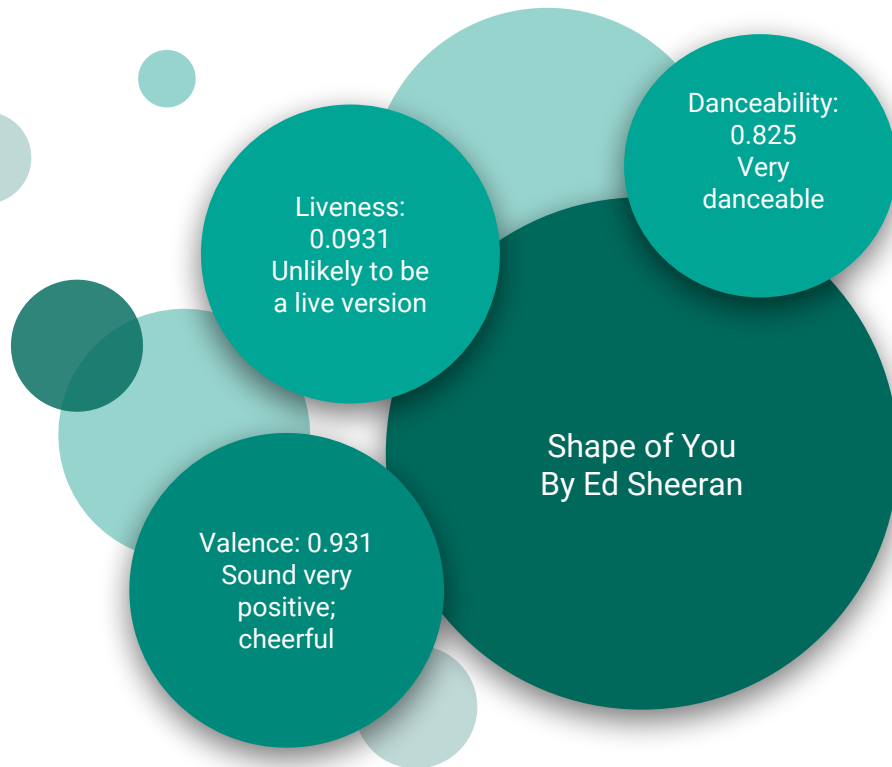 Danceability:
0.825
Very
danceable
Liveness:
0.0931
Unlikely to be
a live version
Shape of You
By Ed Sheeran
Valence: 0.931
Sound very
positive;
cheerful